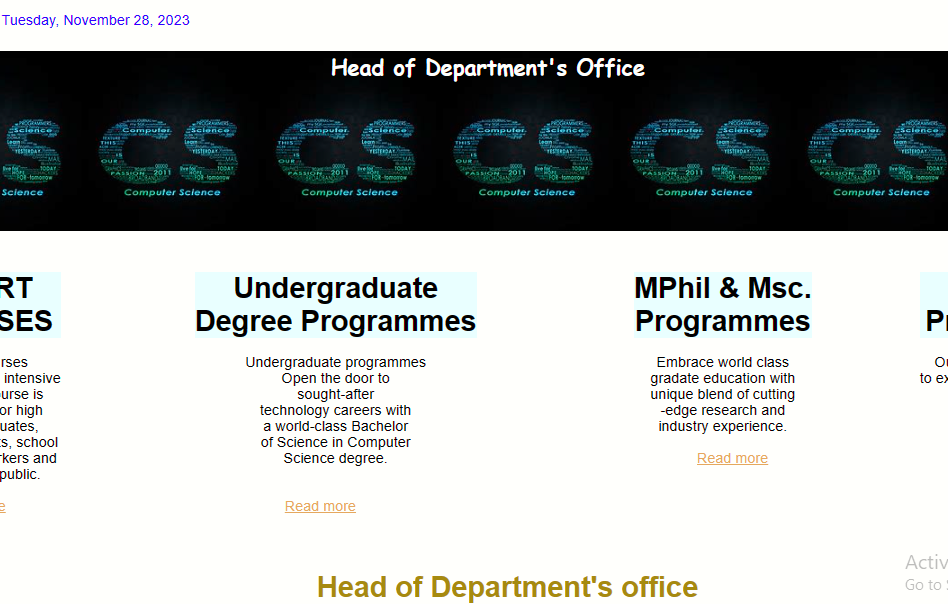 Tuesday, November 28, 2023
Head of Department's Office
Computer Science
Computer Science
Computer Science
Computer Science
Computer Science
RT
SES
rses
intensive
urse is
or high
uates,
ts, school
rkers and
public.
e
Undergraduate
Degree Programmes
Undergraduate programmes
Open the door to
sought-after
technology careers with
a world-class Bachelor
of Science in Computer
Science degree.
Read more
MPhil & Msc.
Programmes
Embrace world class
gradate education with
unique blend of cutting
-edge research and
industry experience.
Read more
P
Ou
to ex
Head of Department's office
Activ
Go to S